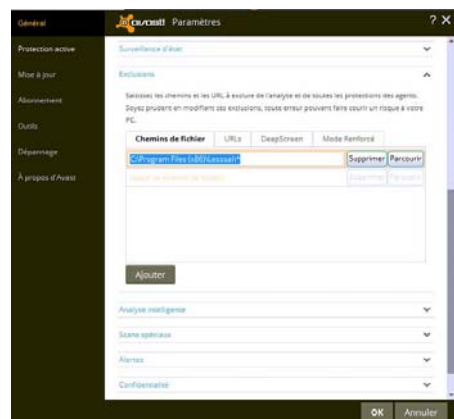 Général
avast! Paramètres
? ×
Protection active
Mise à jour
Abonnement
Outils
Dépannage
À propos d'Avast
Surveillance d'état
Exclusions
Saisissez les chemins et les URL à exclure de l'analyse et de toutes les protections des agents.
Soyez prudent en modifiant ces exclusions, toute erreur pouvant faire courir un risque à votre
PC.
Chemins de fichier
URLs
DeepScreen
Mode Renforcé
C:\Program Files (x86)\
Supprimer
Parcourir
Supprimer
Parcourir
Ajouter
Analyse intelligente
Scans spéciaux
Alertes
Confidentialité
OK
Annuler